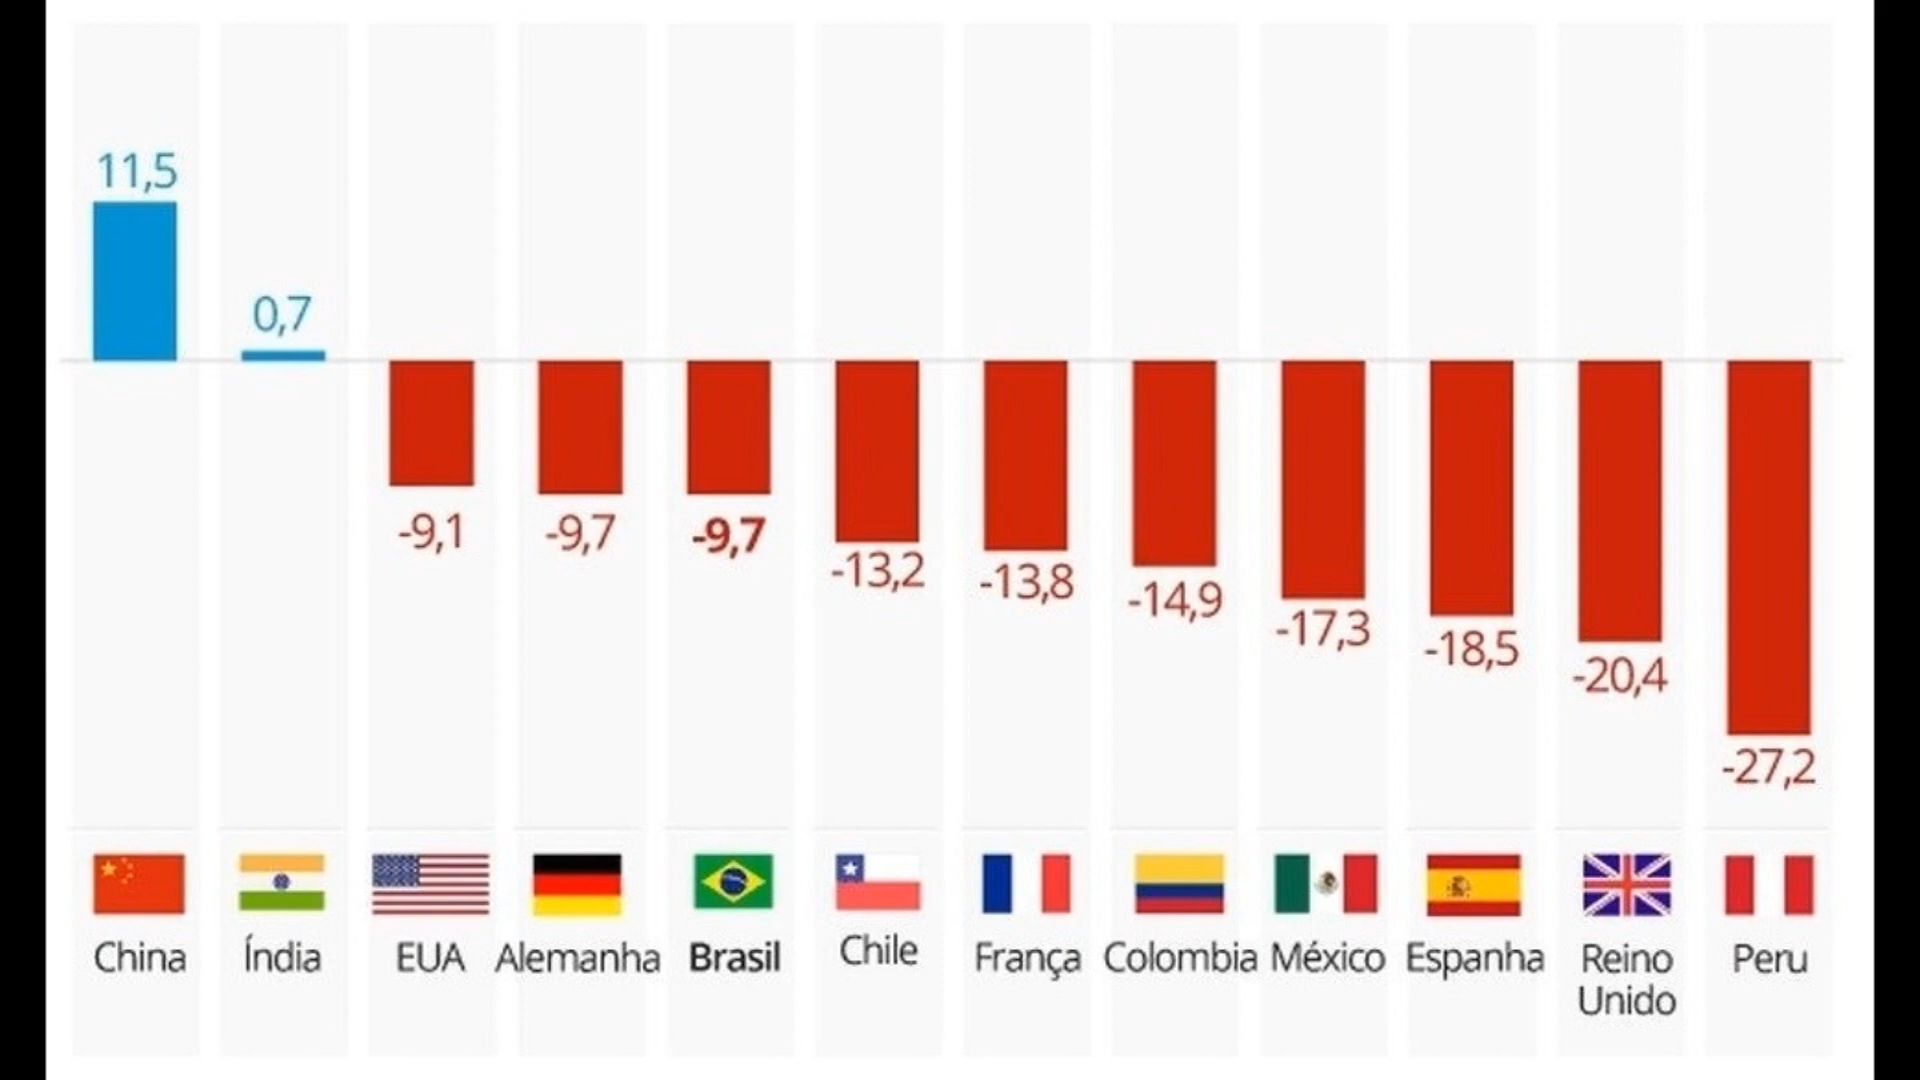 11,5
0,7
-9,1
-9,7
-9,7
-13,2
-13,8
-14,9
-17,3
-18,5
-20,4
-27,2
China
Índia
EUA
Alemanha
Brasil
Chile
França
Colombia
México
Espanha
Reino
Unido
Peru